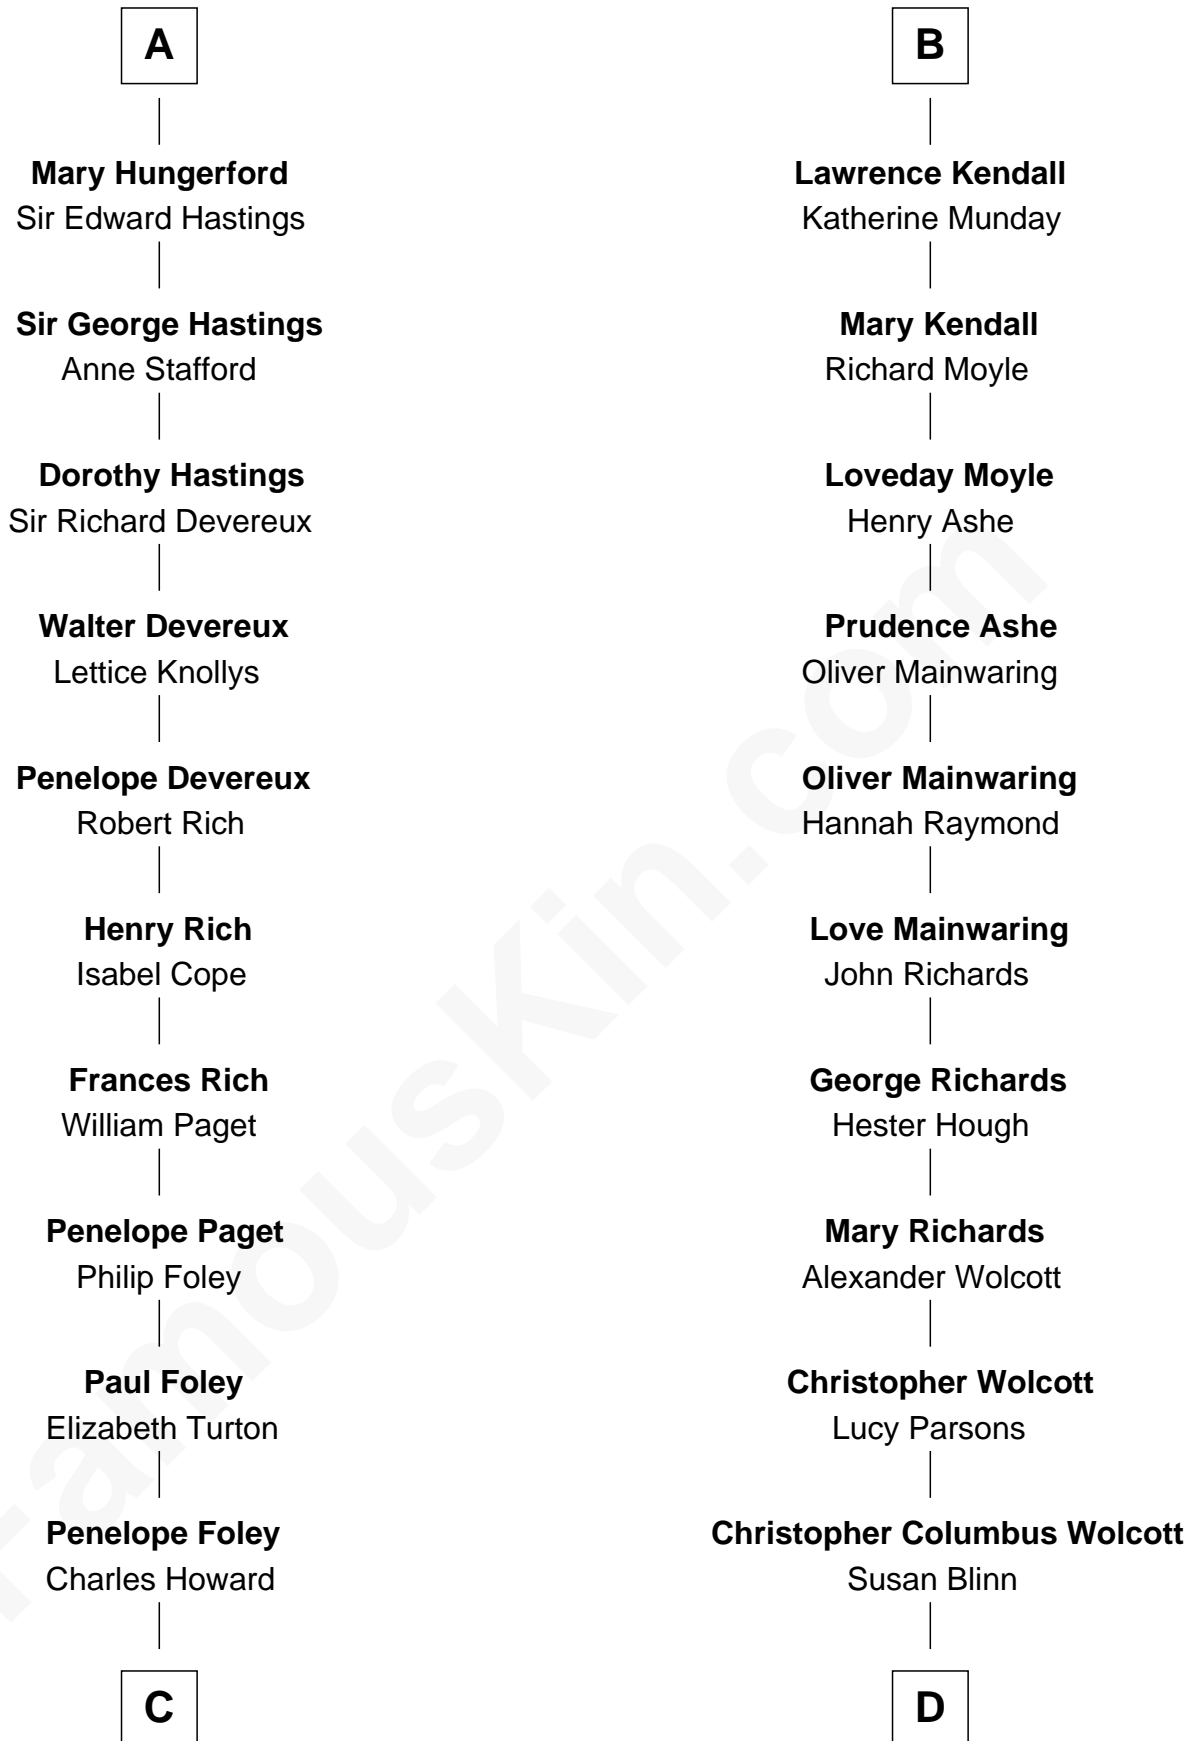 A
Mary Hungerford
Sir Edward Hastings
Sir George Hastings
Anne Stafford
Dorothy Hastings
Sir Richard Devereux
Walter Devereux
Lettice Knollys
Penelope Devereux
Robert Rich
Henry Rich
Isabel Cope
Frances Rich
William Paget
Penelope Paget
Philip Foley
Paul Foley
Elizabeth Turton
Penelope Foley
Charles Howard
C
B
Lawrence Kendall
Katherine Munday
Mary Kendall
Richard Moyle
Loveday Moyle
Henry Ashe
Prudence Ashe
Oliver Mainwaring
Oliver Mainwaring
Hannah Raymond
Love Mainwaring
John Richards
George Richards
Hester Hough
Mary Richards
Alexander Wolcott
Christopher Wolcott
Lucy Parsons
Christopher Columbus Wolcott
Susan Blinn
D
FamousKin.com